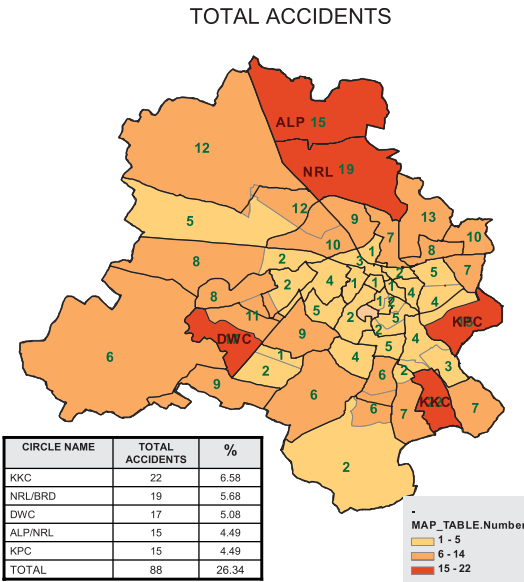 TOTAL ACCIDENTS
ALP 15
12
NRL 19
12
9
13
5
7
10
10
8
1
2
3
8
2
5
7
4
2
1
1
1
4
8
4
1
2
11
5
2
5
KPC
2
9
DWC
4
5
1
4
3
6
2
2
6
9
6
KKC
6
7
7
2
CIRCLE NAME TOTAL ACCIDENTS %
KKC 22 6.58
NRL/BRD 19 5.68
DWC 17 5.08
ALP/NRL 15 4.49
KPC 15 4.49
TOTAL 88 26.34
-
MAP_TABLE.Number
1 - 5
6 - 14
15 - 22